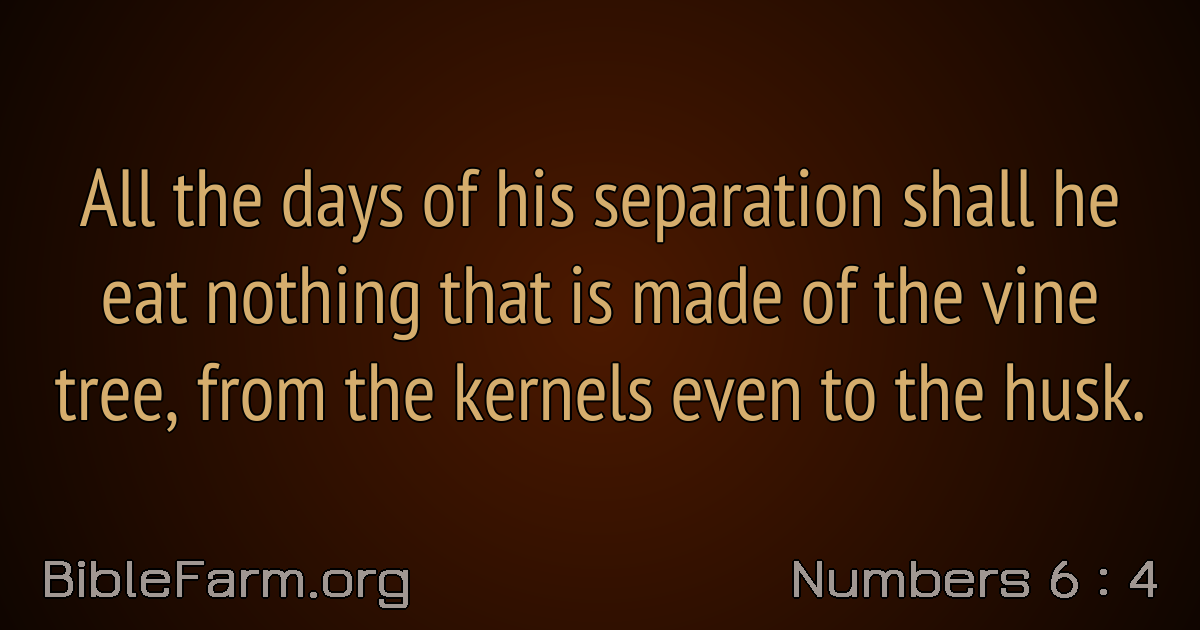 All the days of his separation shall he
eat nothing that is made of the vine
tree, from the kernels even to the husk.
BibleFarm.org
Numbers 6 : 4